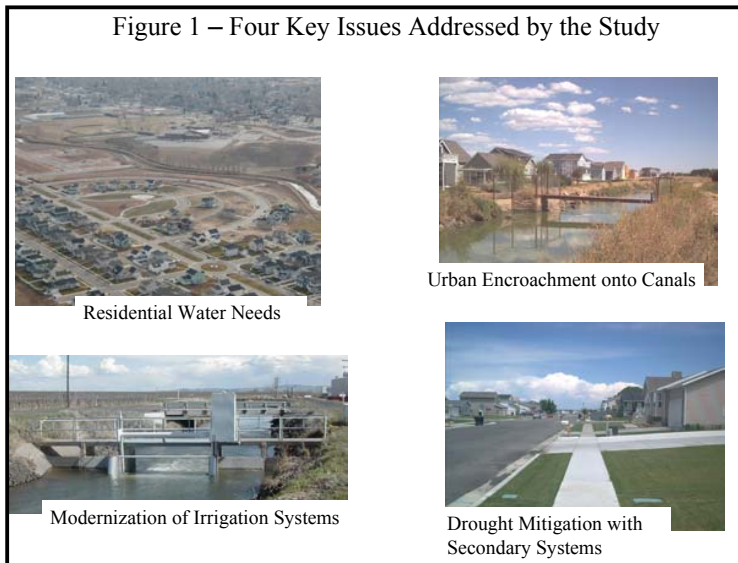 Figure 1 – Four Key Issues Addressed by the Study
Residential Water Needs
Urban Encroachment onto Canals
Modernization of Irrigation Systems
Drought Mitigation with
Secondary Systems